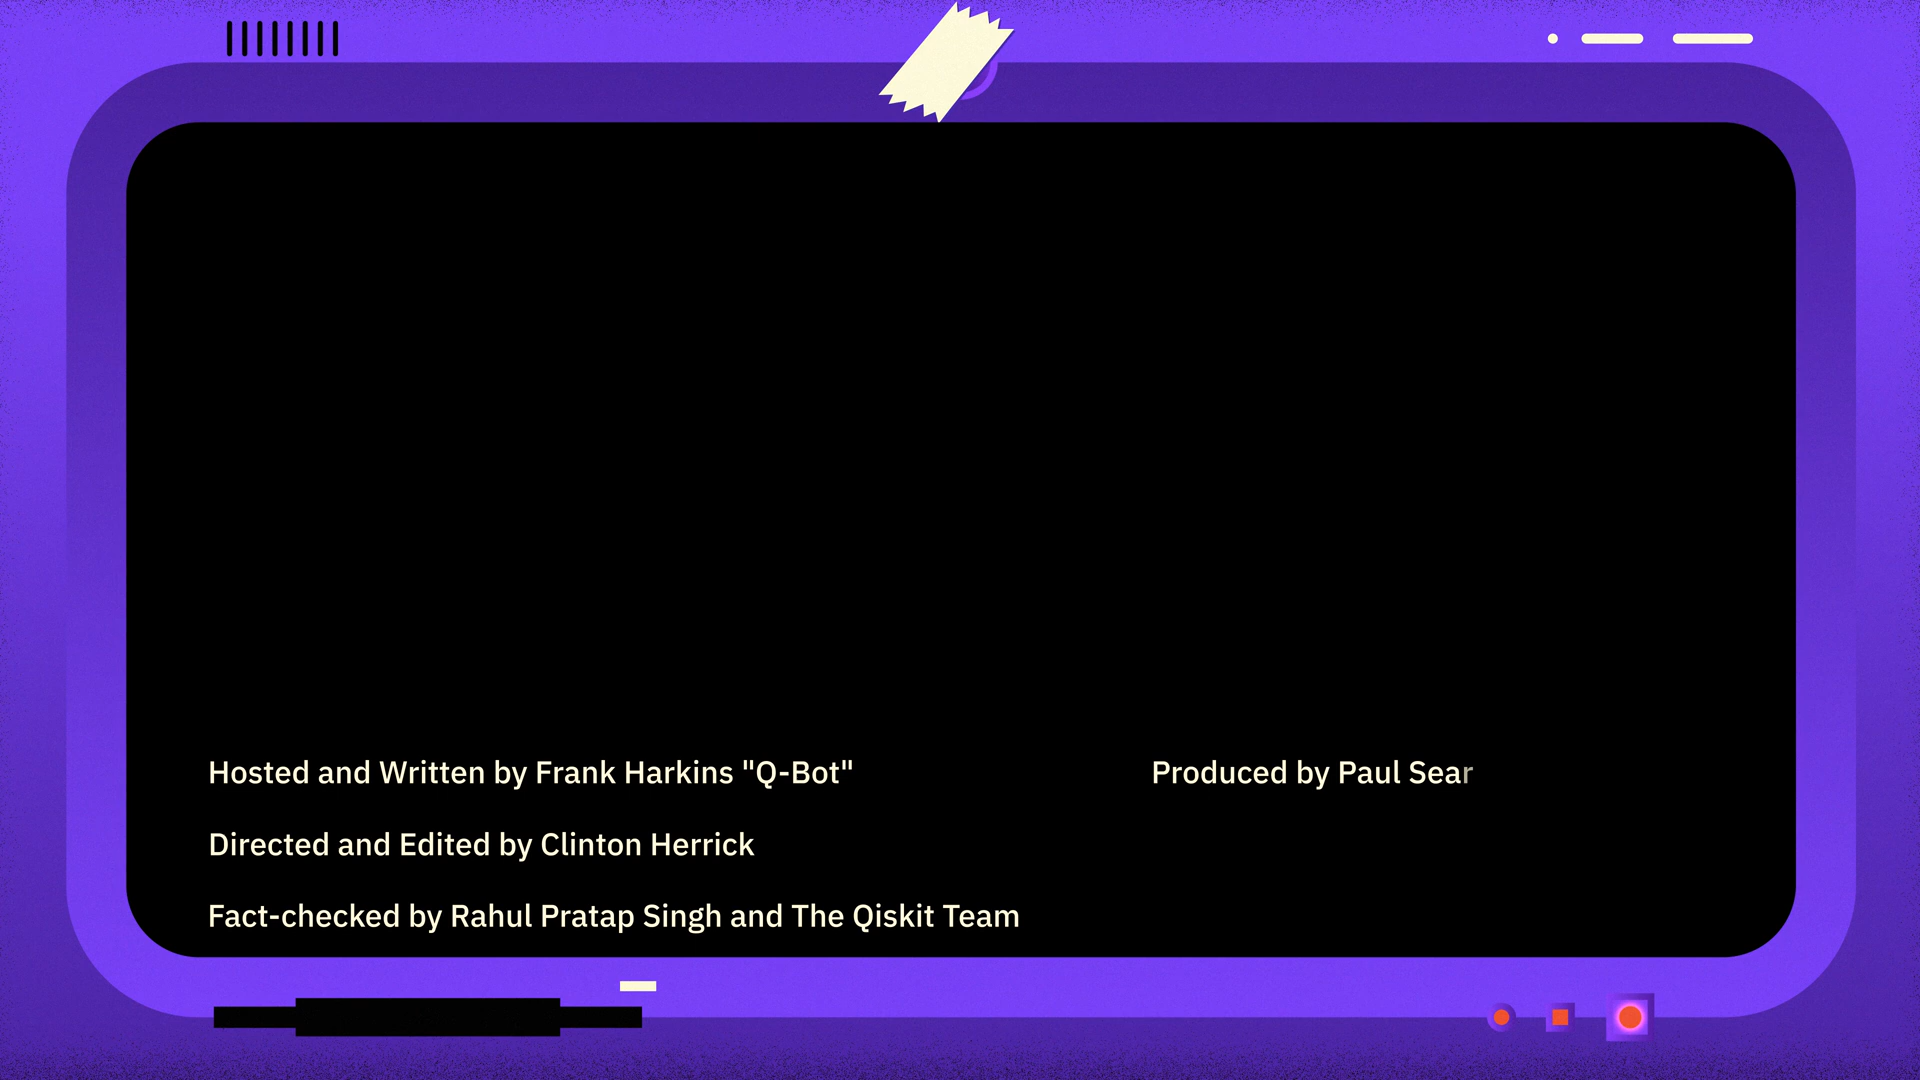 Hosted and Written by Frank Harkins "Q-Bot"
Directed and Edited by Clinton Herrick
Fact-checked by Rahul Pratap Singh and The Qiskit Team
Produced by Paul Sear